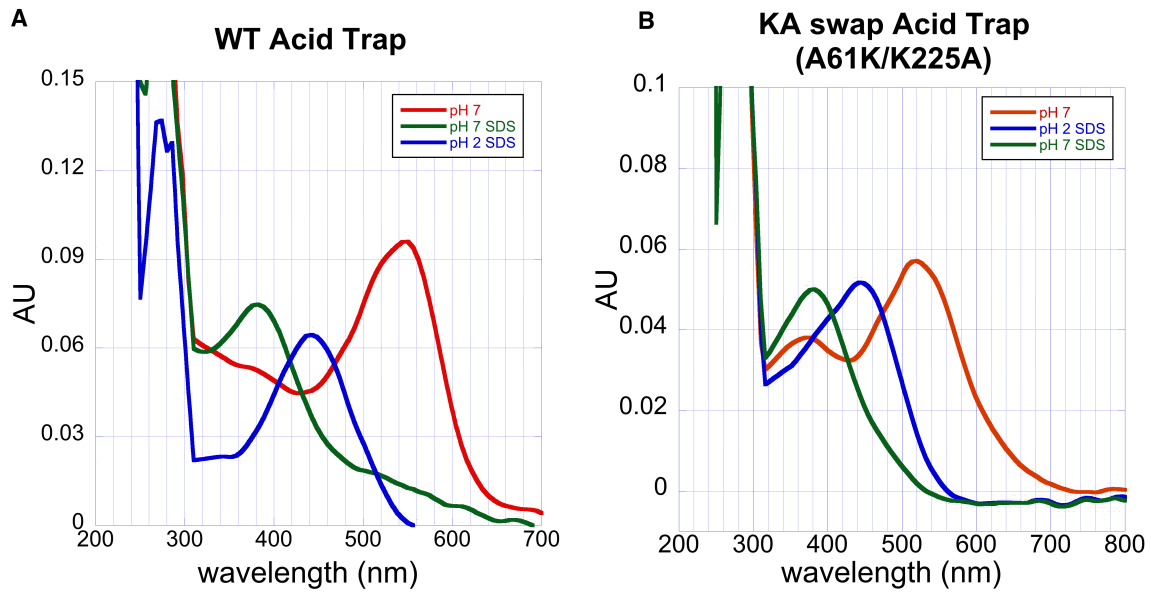 A
WT Acid Trap
0.15
0.12
0.09
0.06
0.03
0
AU
pH 7
pH 7 SDS
pH 2 SDS
200 300 400 500 600 700
wavelength (nm)
B
KA swap Acid Trap
(A61K/K225A)
0.1
0.08
0.06
0.04
0.02
0
AU
pH 7
pH 2 SDS
pH 7 SDS
200 300 400 500 600 700 800
wavelength (nm)